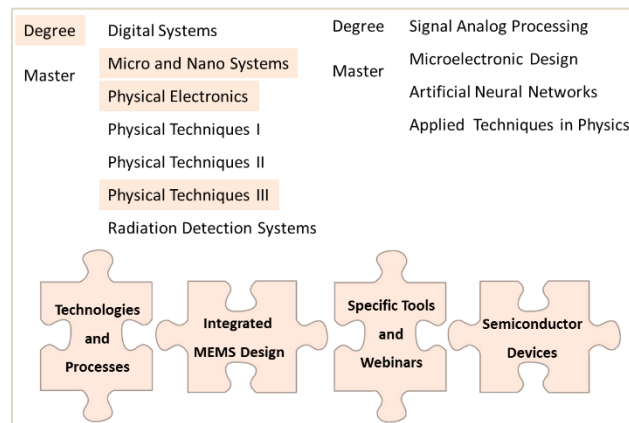 Degree
Digital Systems
Micro and Nano Systems
Master
Physical Electronics
Physical Techniques I
Physical Techniques II
Physical Techniques III
Radiation Detection Systems
Degree
Signal Analog Processing
Master
Microelectronic Design
Artificial Neural Networks
Applied Techniques in Physics
Technologies
and
Processes
Integrated
MEMS Design
Specific Tools
and
Webinars
Semiconductor
Devices